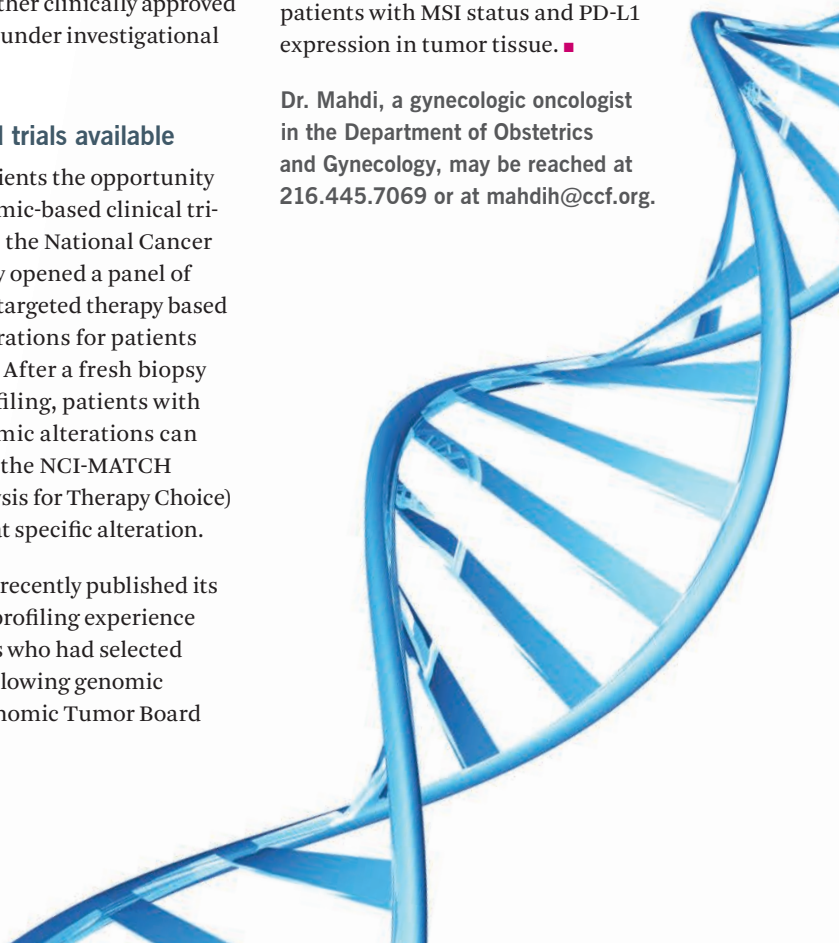 ther clinically approved
under investigational
trials available
ients the opportunity
mic-based clinical tri-
the National Cancer
y opened a panel of
targeted therapy based
rations for patients
After a fresh biopsy
filing, patients with
mic alterations can
the NCI-MATCH
sis for Therapy Choice)
t specific alteration.
recently published its
profiling experience
s who had selected
lowing genomic
nomic Tumor Board
patients with MSI status and PD-L1
expression in tumor tissue. ■
Dr. Mahdi, a gynecologic oncologist
in the Department of Obstetrics
and Gynecology, may be reached at
216.445.7069 or at mahdih@ccf.org.